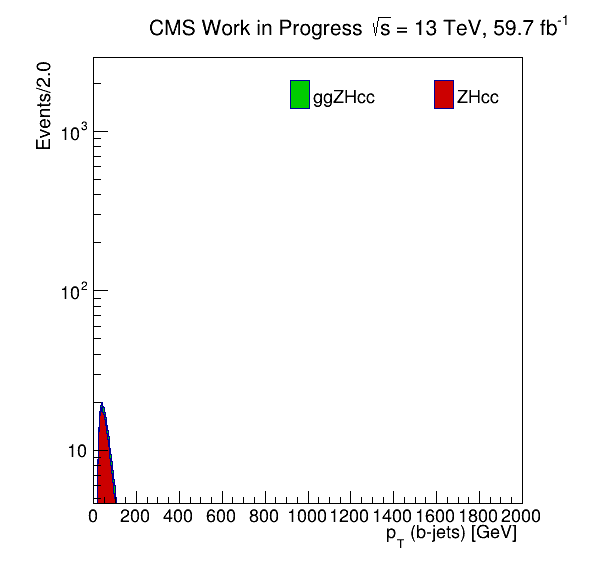 CMS Work in Progress √s = 13 TeV, 59.7 fb⁻¹
Events/2.0
ggZHcc ZHcc
10³
10²
10
0 200 400 600 800 1000 1200 1400 1600 1800 2000
p_T (b-jets) [GeV]